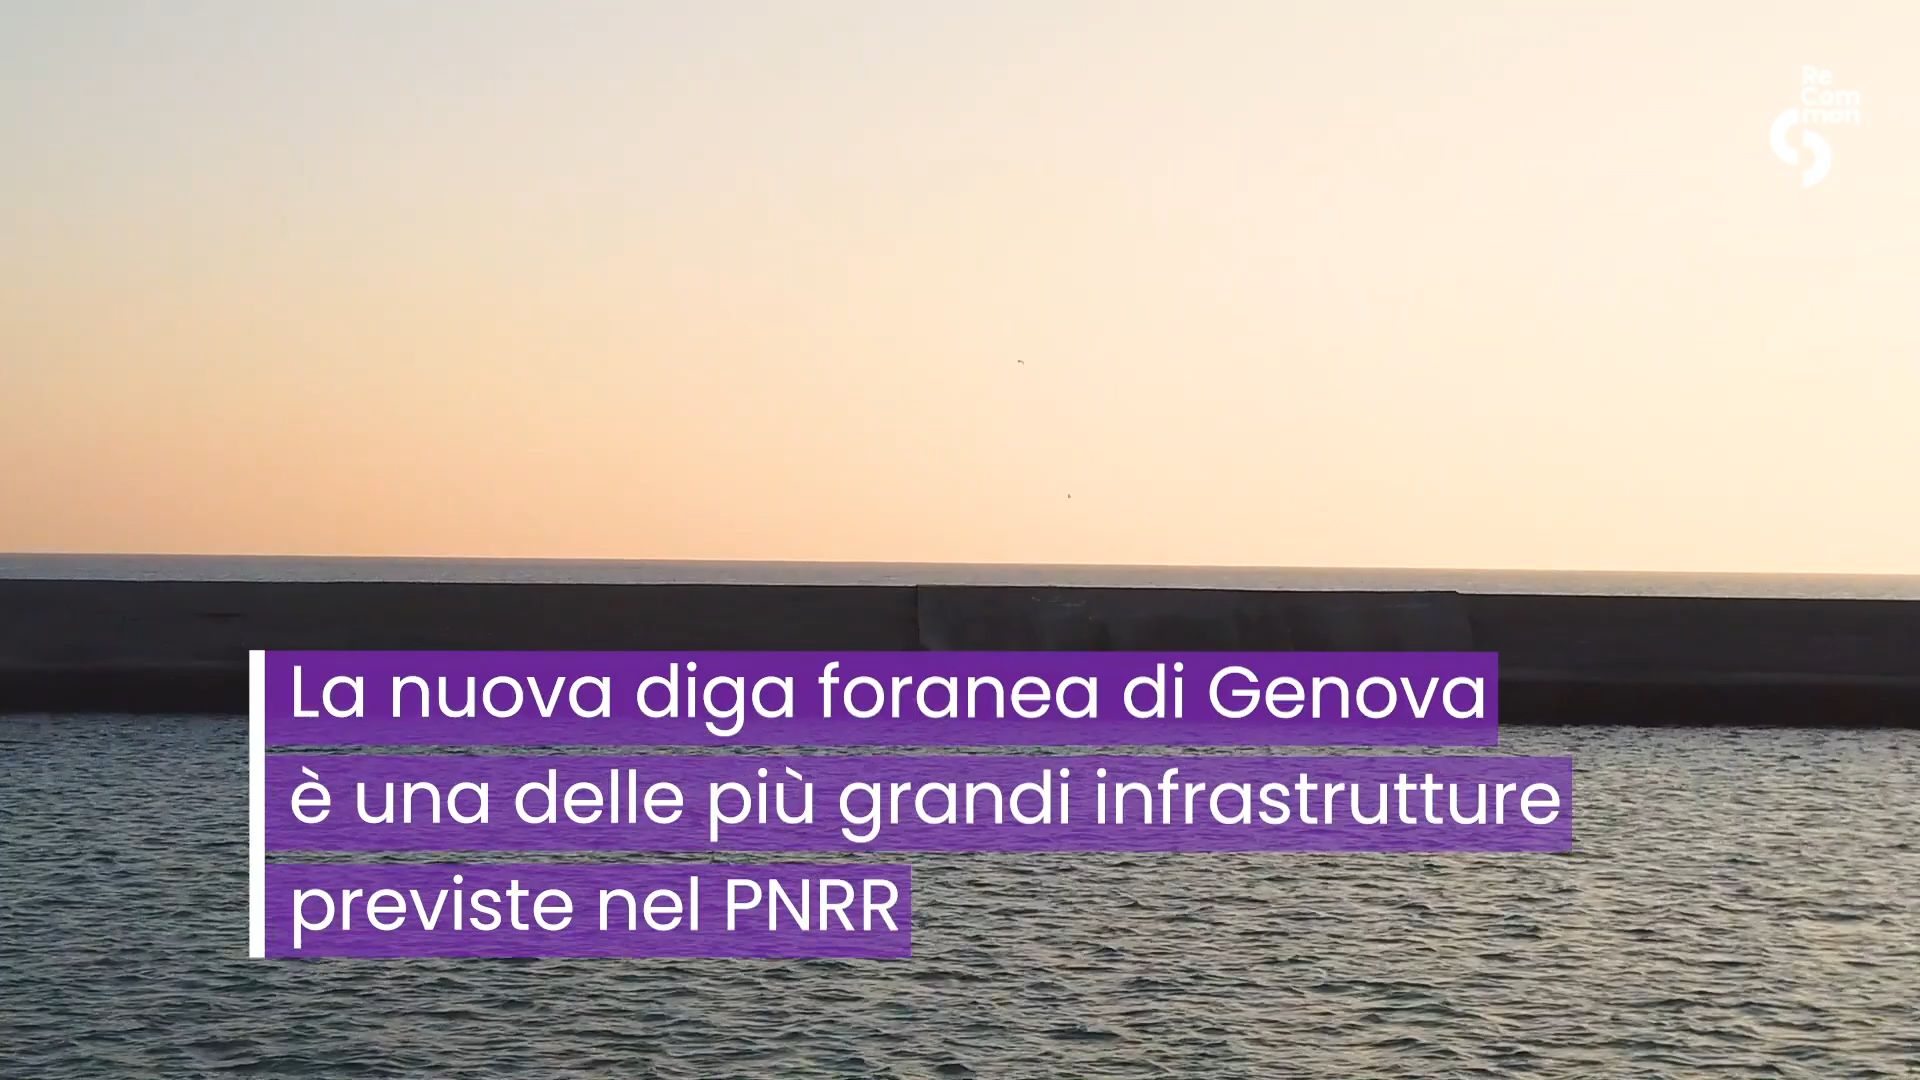 Re
Com
mon
La nuova diga foranea di Genova
è una delle più grandi infrastrutture
previste nel PNRR